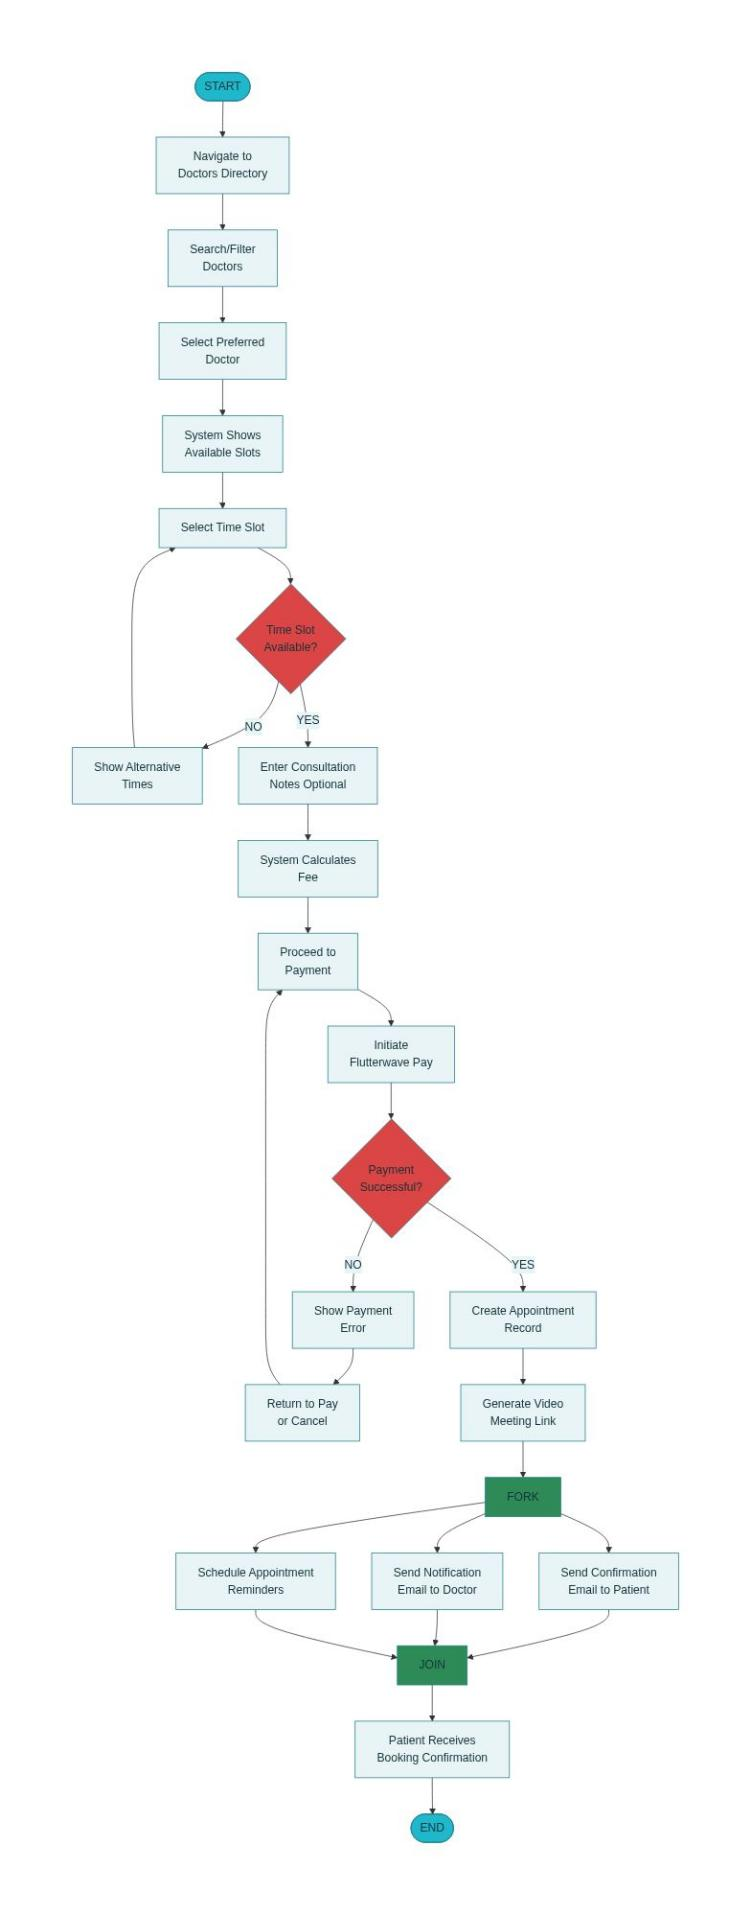 START
Navigate to
Doctors Directory
Search/Filter
Doctors
Select Preferred
Doctor
System Shows
Available Slots
Select Time Slot
Time Slot
Available?
NO
YES
Show Alternative
Times
Enter Consultation
Notes Optional
System Calculates
Fee
Proceed to
Payment
Initiate
Flutterwave Pay
Payment
Successful?
NO
YES
Show Payment
Error
Create Appointment
Record
Return to Pay
or Cancel
Generate Video
Meeting Link
FORK
Schedule Appointment
Reminders
Send Notification
Email to Doctor
Send Confirmation
Email to Patient
JOIN
Patient Receives
Booking Confirmation
END